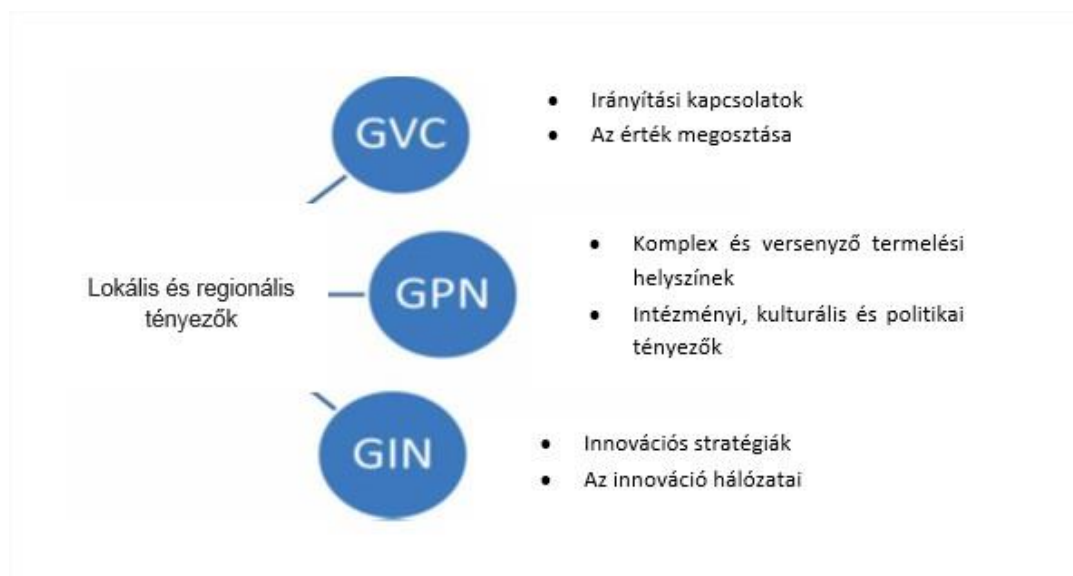 GVC
• Irányítási kapcsolatok
• Az érték megosztása
Lokális és regionális
tényezők
GPN
• Komplex és versenyző termelési
helyszínek
• Intézményi, kulturális és politikai
tényezők
GIN
• Innovációs stratégiák
• Az innováció hálózatai